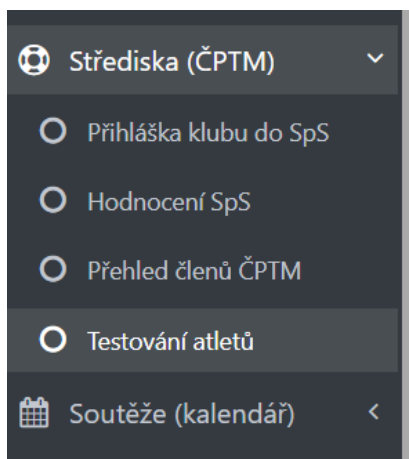 Střediska (ČPTM)
Přihláška klubu do SpS
Hodnocení SpS
Přehled členů ČPTM
Testování atletů
Soutěže (kalendář)